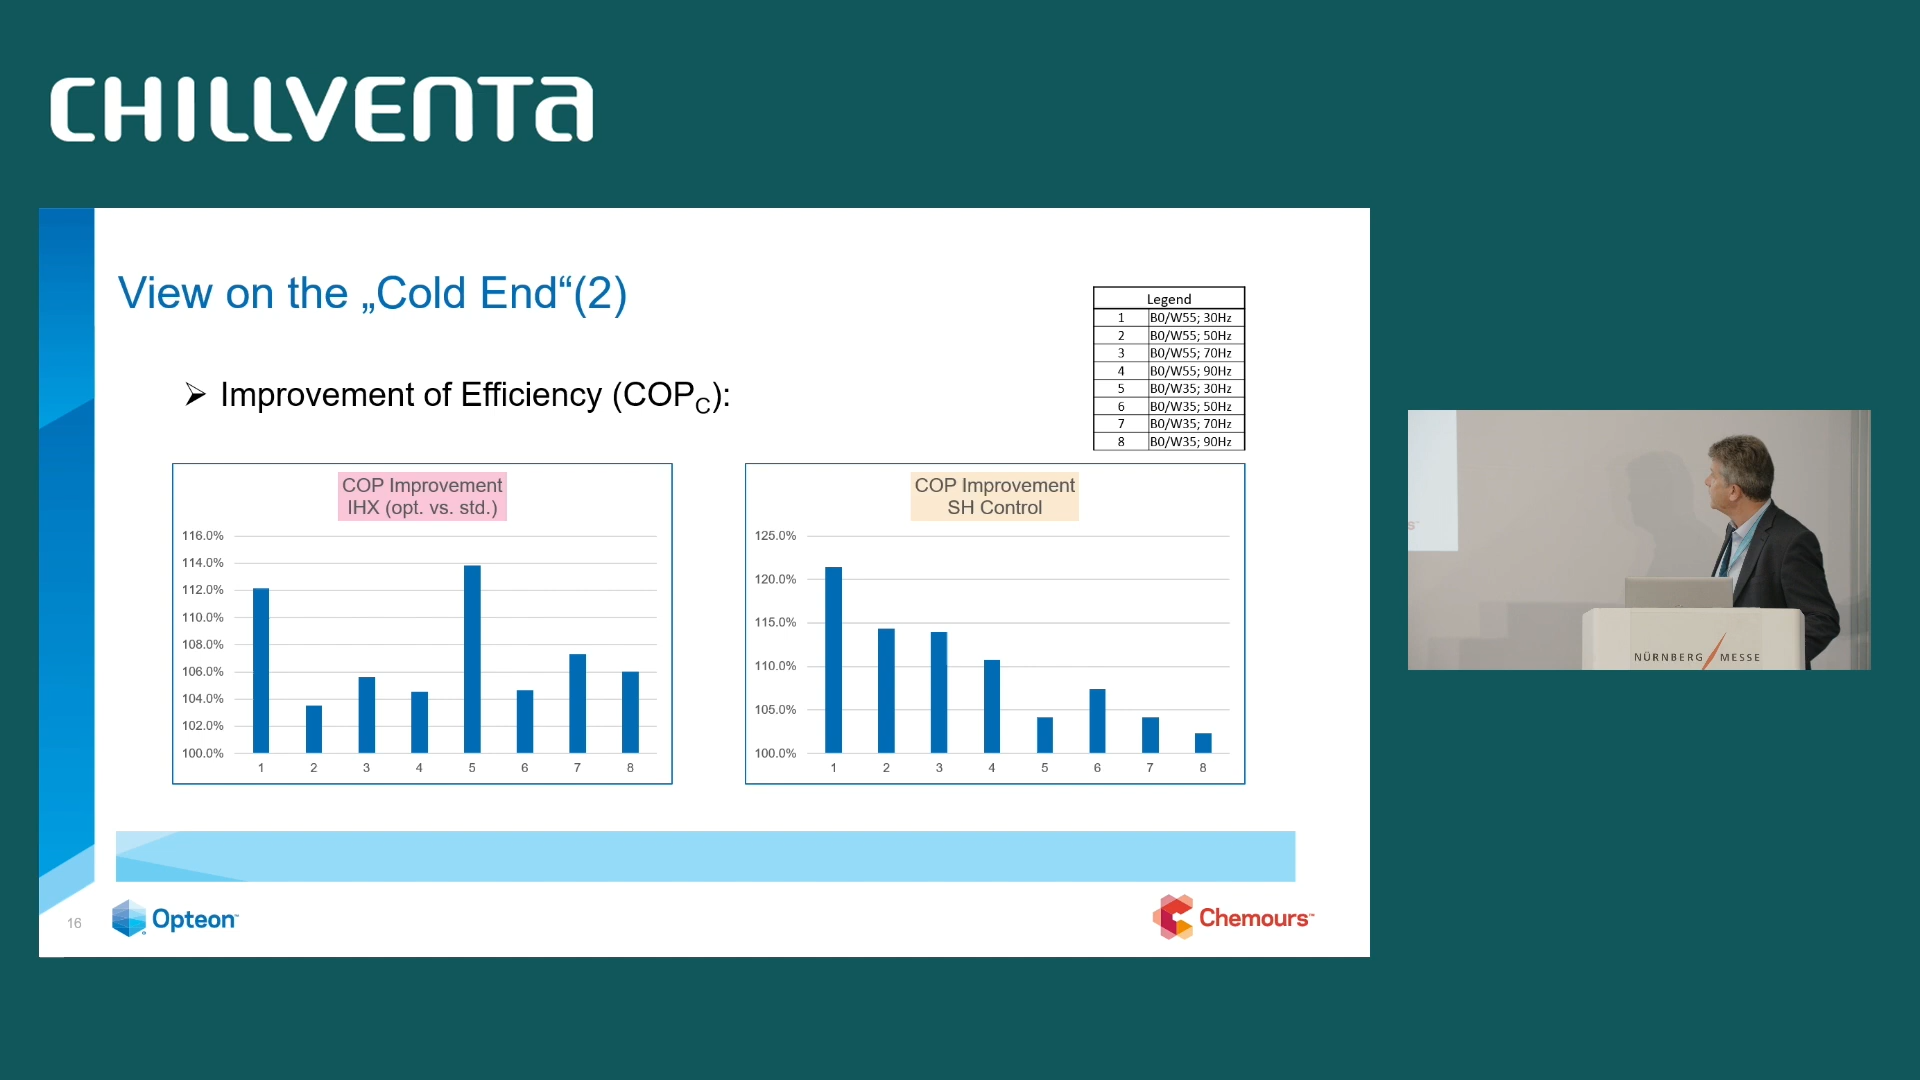 CHILLVENTA
View on the „Cold End“(2)
Legend
1 B0/W55; 30Hz
2 B0/W55; 50Hz
3 B0/W55; 70Hz
4 B0/W55; 90Hz
5 B0/W35; 30Hz
6 B0/W35; 50Hz
7 B0/W35; 70Hz
8 B0/W35; 90Hz
➢ Improvement of Efficiency (COPC):
COP Improvement
IHX (opt. vs. std.)
116.0%
114.0%
112.0%
110.0%
108.0%
106.0%
104.0%
102.0%
100.0%
1 2 3 4 5 6 7 8
COP Improvement
SH Control
125.0%
120.0%
115.0%
110.0%
105.0%
100.0%
1 2 3 4 5 6 7 8
16
Opteon™
Chemours™
NÜRNBERG MESSE